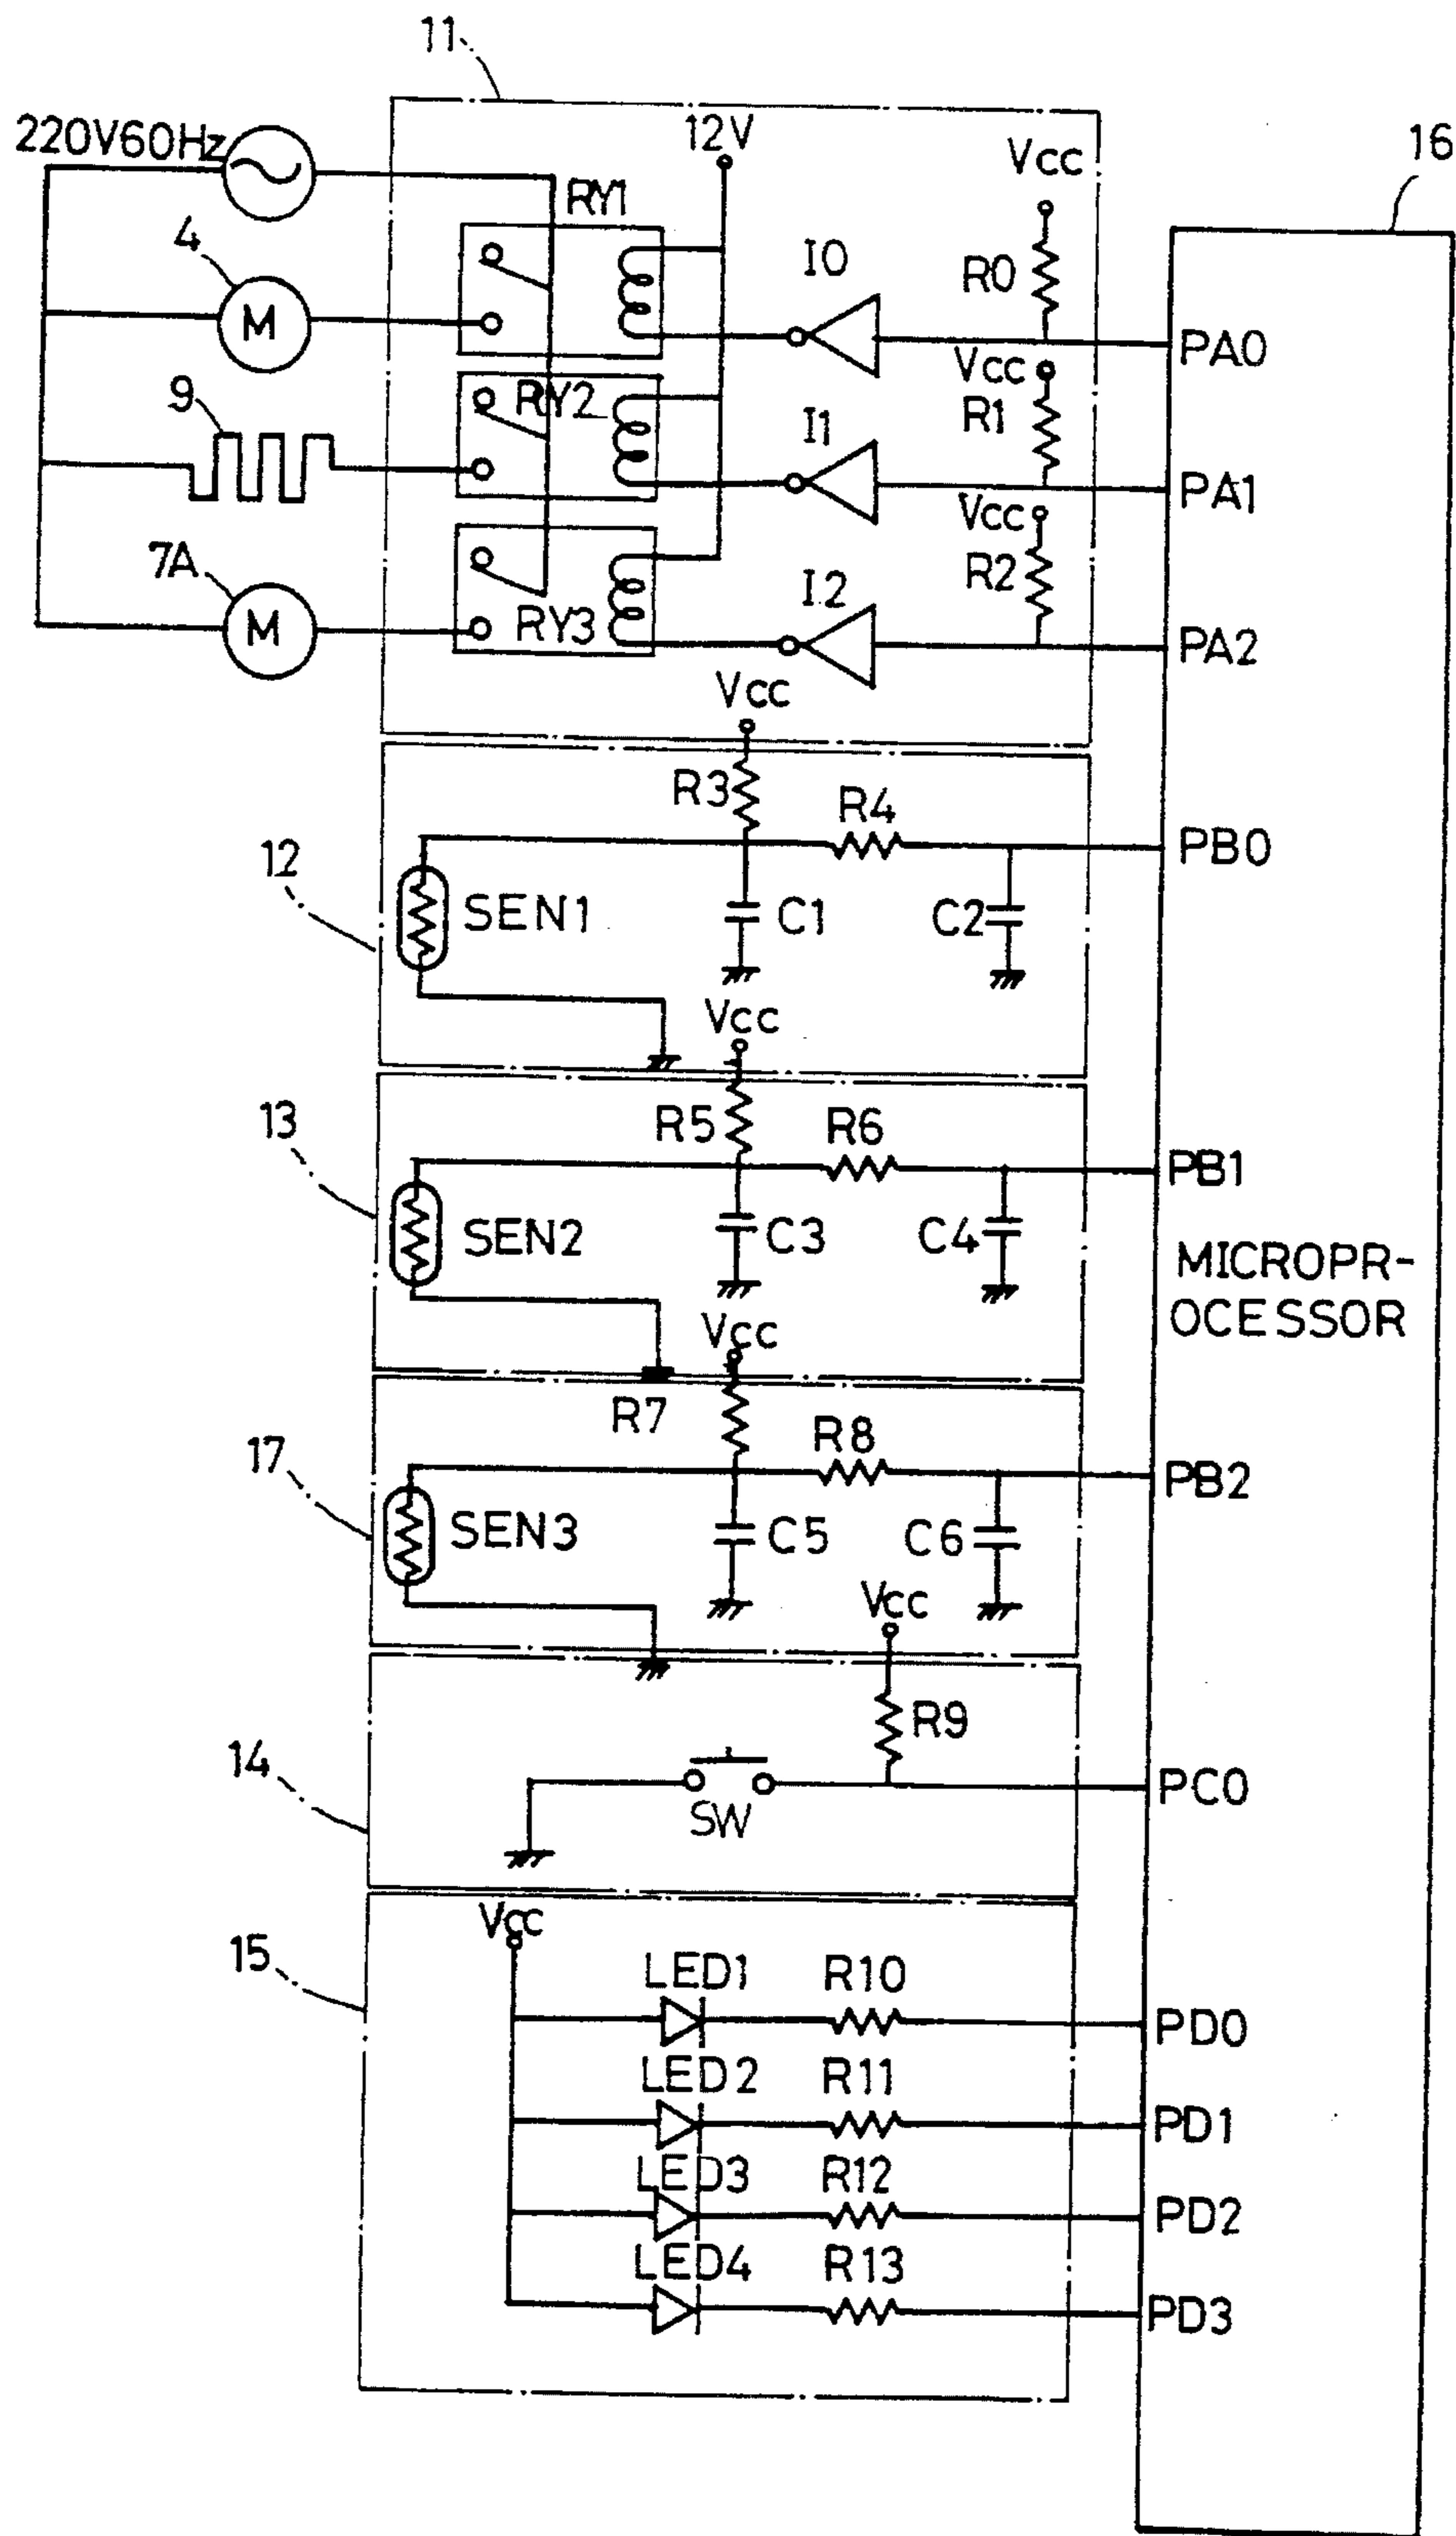 11
220V60Hz
12V
Vcc
16
RY1
4
M
I0
R0
PA0
9
RY2
I1
Vcc
R1
PA1
7A
M
RY3
I2
Vcc
R2
PA2
Vcc
12
R3
R4
PB0
SEN1
C1
C2
Vcc
13
R5
R6
PB1
SEN2
C3
C4
MICROPR-
OCESSOR
Vcc
17
R7
R8
PB2
SEN3
C5
C6
Vcc
14
R9
SW
PC0
15
Vcc
LED1
R10
PD0
LED2
R11
PD1
LED3
R12
PD2
LED4
R13
PD3